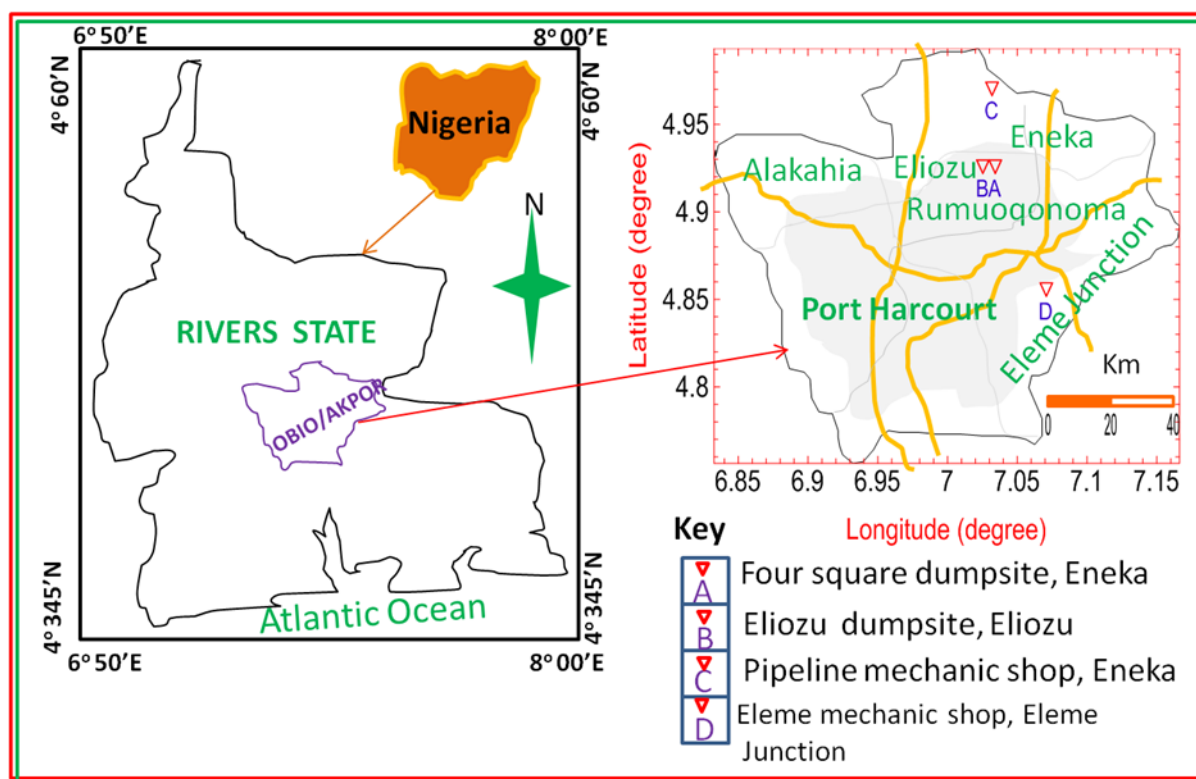 6°50'E
8°00'E
4°60'N
4°60'N
Nigeria
N
RIVERS STATE
OBIO/AKPOR
Atlantic Ocean
4°345'N
4°345'N
6°50'E
8°00'E
Latitude (degree)
4.95
4.9
4.85
4.8
C
Eneka
Alakahia
Eliozu
BA
Rumuoqonoma
Eleme Junction
Port Harcourt
D
Km
0 20 40
6.85 6.9 6.95 7 7.05 7.1 7.15
Longitude (degree)
Key
A Four square dumpsite, Eneka
B Eliozu dumpsite, Eliozu
C Pipeline mechanic shop, Eneka
D Eleme mechanic shop, Eleme
Junction